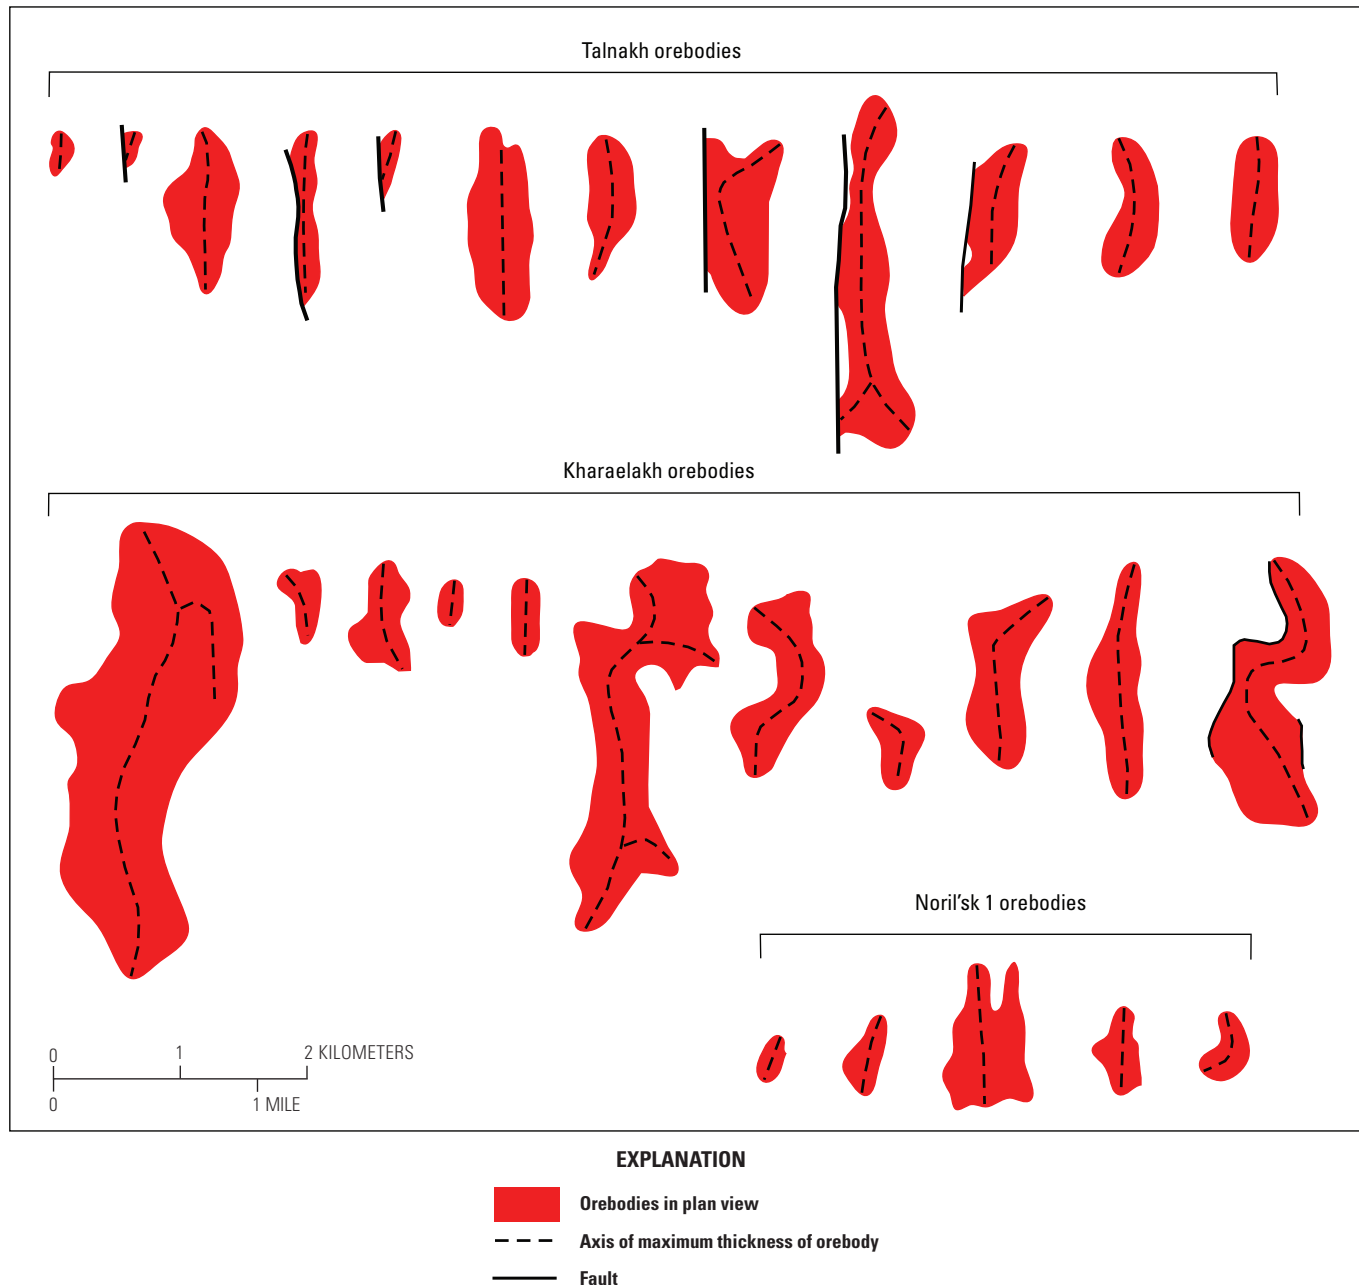 Talnakh orebodies
Kharaelakh orebodies
Noril'sk 1 orebodies
0 1 2 KILOMETERS
0 1 MILE
EXPLANATION
Orebodies in plan view
Axis of maximum thickness of orebody
Fault